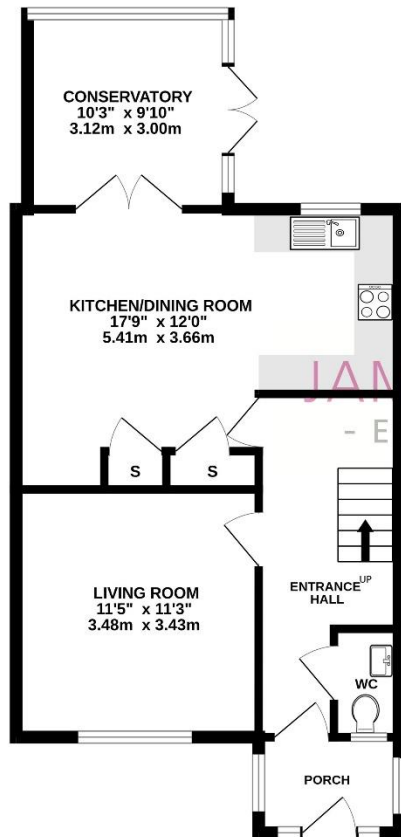 CONSERVATORY
10'3" x 9'10"
3.12m x 3.00m
KITCHEN/DINING ROOM
17'9" x 12'0"
5.41m x 3.66m
JAM
- E
S
S
LIVING ROOM
11'5" x 11'3"
3.48m x 3.43m
UP
ENTRANCE
HALL
WC
PORCH